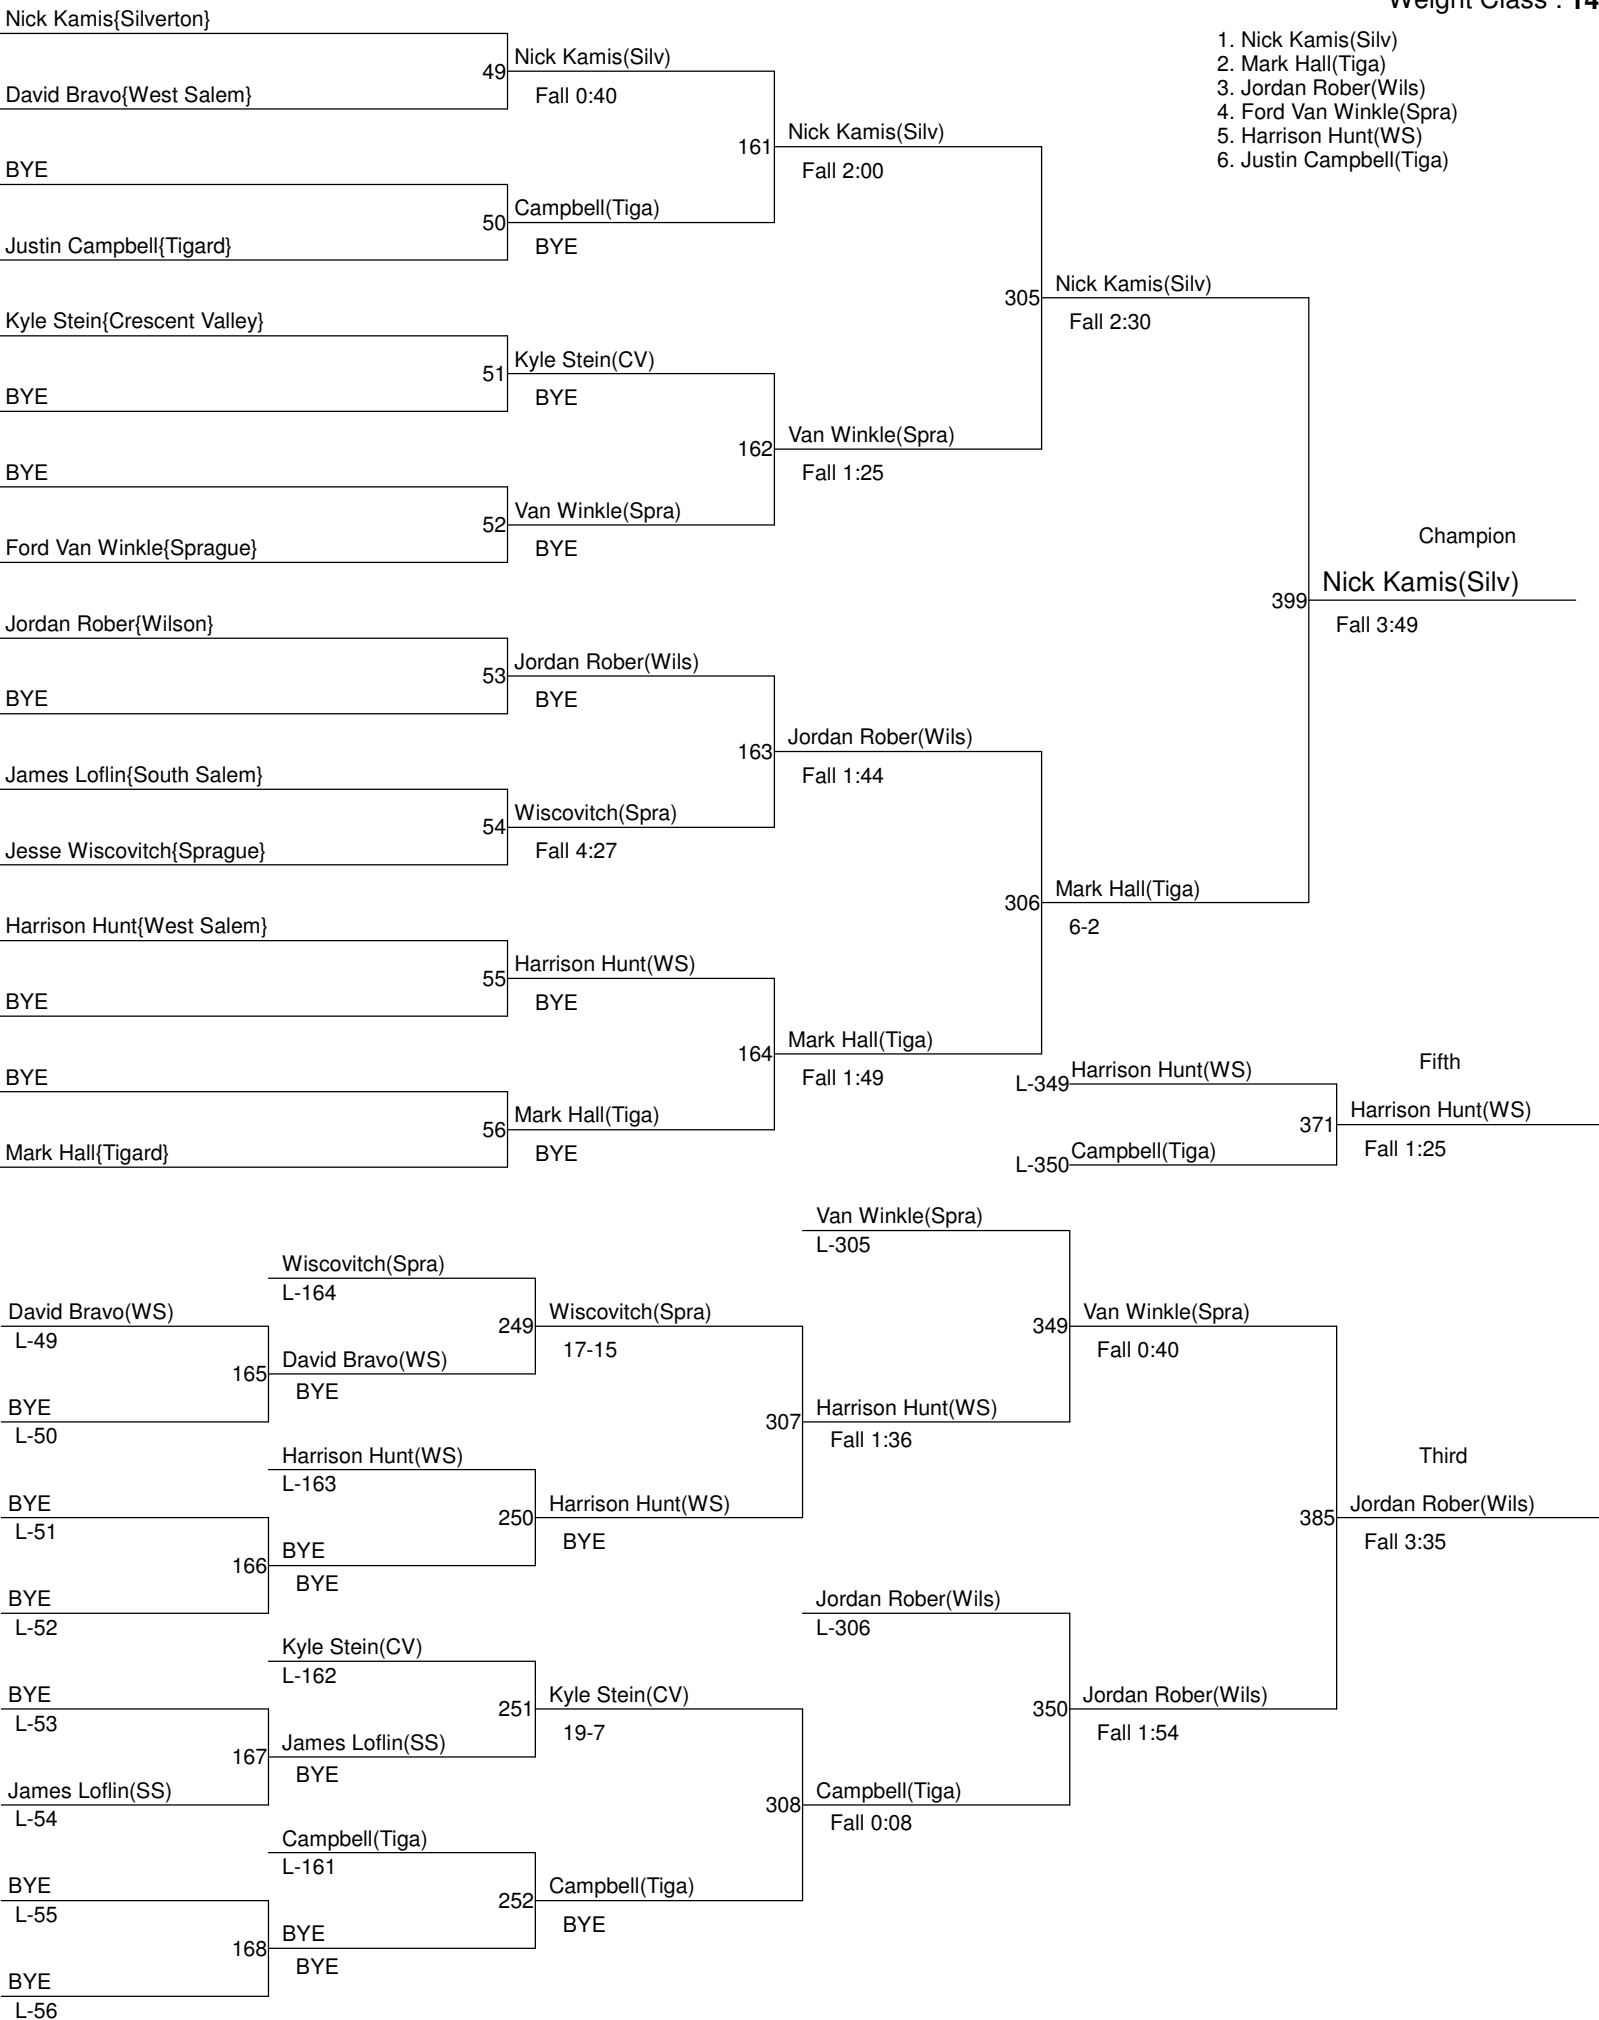 Weight Class : 14
1. Nick Kamis(Silv)
2. Mark Hall(Tiga)
3. Jordan Rober(Wils)
4. Ford Van Winkle(Spra)
5. Harrison Hunt(WS)
6. Justin Campbell(Tiga)
Nick Kamis{Silverton}
49
Nick Kamis(Silv)
Fall 0:40
David Bravo{West Salem}
161
Nick Kamis(Silv)
Fall 2:00
BYE
50
Campbell(Tiga)
BYE
Justin Campbell{Tigard}
305
Nick Kamis(Silv)
Fall 2:30
Kyle Stein{Crescent Valley}
51
Kyle Stein(CV)
BYE
BYE
162
Van Winkle(Spra)
Fall 1:25
BYE
52
Van Winkle(Spra)
BYE
Ford Van Winkle{Sprague}
Champion
399
Nick Kamis(Silv)
Fall 3:49
Jordan Rober{Wilson}
53
Jordan Rober(Wils)
BYE
BYE
163
Jordan Rober(Wils)
Fall 1:44
James Loflin{South Salem}
54
Wiscovitch(Spra)
Fall 4:27
Jesse Wiscovitch{Sprague}
306
Mark Hall(Tiga)
6-2
Harrison Hunt{West Salem}
55
Harrison Hunt(WS)
BYE
BYE
164
Mark Hall(Tiga)
Fall 1:49
BYE
56
Mark Hall(Tiga)
BYE
Mark Hall{Tigard}
Fifth
L-349
Harrison Hunt(WS)
371
Harrison Hunt(WS)
Fall 1:25
L-350
Campbell(Tiga)
Van Winkle(Spra)
L-305
Wiscovitch(Spra)
L-164
David Bravo(WS)
L-49
249
Wiscovitch(Spra)
17-15
349
Van Winkle(Spra)
Fall 0:40
165
David Bravo(WS)
BYE
BYE
L-50
307
Harrison Hunt(WS)
Fall 1:36
Harrison Hunt(WS)
L-163
Third
BYE
L-51
250
Harrison Hunt(WS)
BYE
385
Jordan Rober(Wils)
Fall 3:35
166
BYE
BYE
BYE
L-52
Jordan Rober(Wils)
L-306
Kyle Stein(CV)
L-162
BYE
L-53
251
Kyle Stein(CV)
19-7
350
Jordan Rober(Wils)
Fall 1:54
167
James Loflin(SS)
BYE
James Loflin(SS)
L-54
308
Campbell(Tiga)
Fall 0:08
Campbell(Tiga)
L-161
BYE
L-55
252
Campbell(Tiga)
BYE
168
BYE
BYE
BYE
L-56